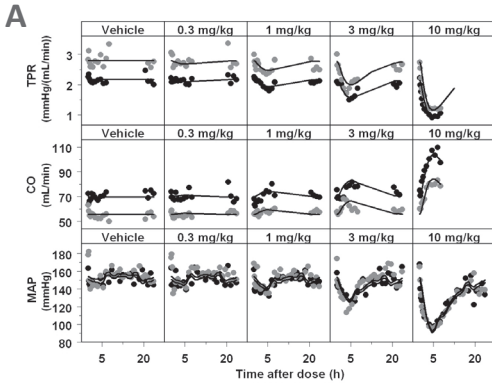 A
Vehicle 0.3 mg/kg 1 mg/kg 3 mg/kg 10 mg/kg
TPR
(mmHg/(mL/min))
3
2
1
Vehicle 0.3 mg/kg 1 mg/kg 3 mg/kg 10 mg/kg
CO
(mL/min)
110
90
70
50
Vehicle 0.3 mg/kg 1 mg/kg 3 mg/kg 10 mg/kg
MAP
(mmHg)
180
160
140
120
100
80
5 20 5 20 5 20 5 20 5 20
Time after dose (h)